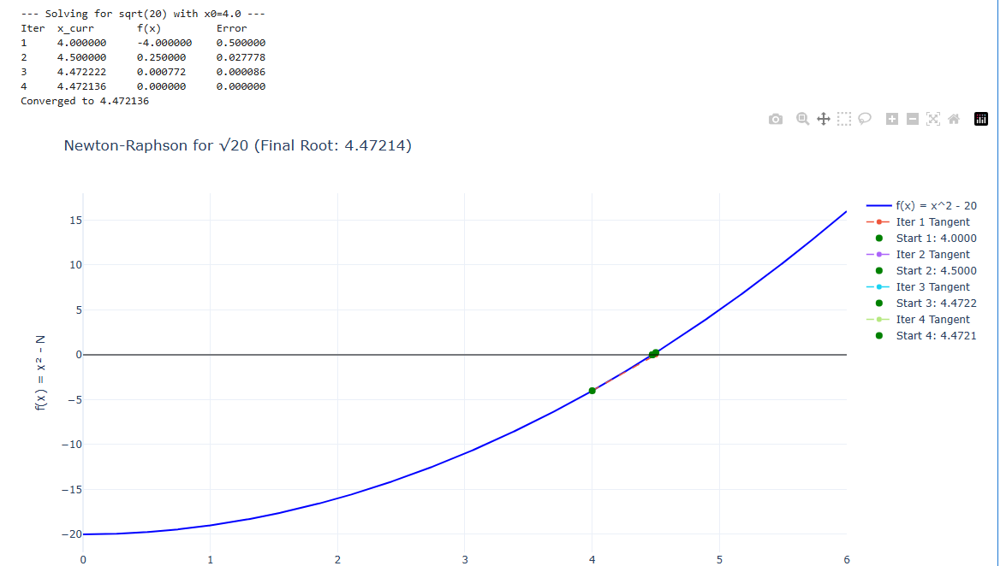 --- Solving for sqrt(20) with x0=4.0 ---
Iter  x_curr       f(x)         Error
1     4.000000     -4.000000    0.500000
2     4.500000     0.250000     0.027778
3     4.472222     0.000772     0.000086
4     4.472136     0.000000     0.000000
Converged to 4.472136
Newton-Raphson for √20 (Final Root: 4.47214)
f(x) = x^2 - 20
Iter 1 Tangent
Start 1: 4.0000
Iter 2 Tangent
Start 2: 4.5000
Iter 3 Tangent
Start 3: 4.4722
Iter 4 Tangent
Start 4: 4.4721
f(x) = x² - N
15
10
5
0
−5
−10
−15
−20
0 1 2 3 4 5 6